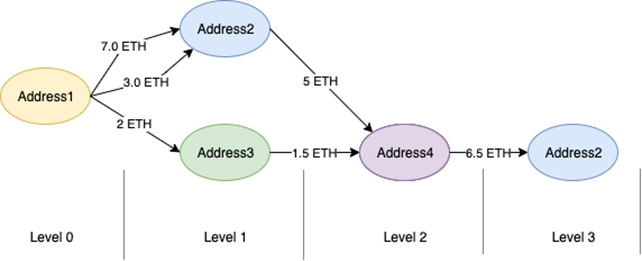 Address2
7.0 ETH
3.0 ETH
Address1
5 ETH
2 ETH
Address3
1.5 ETH
Address4
6.5 ETH
Address2
Level 0
Level 1
Level 2
Level 3